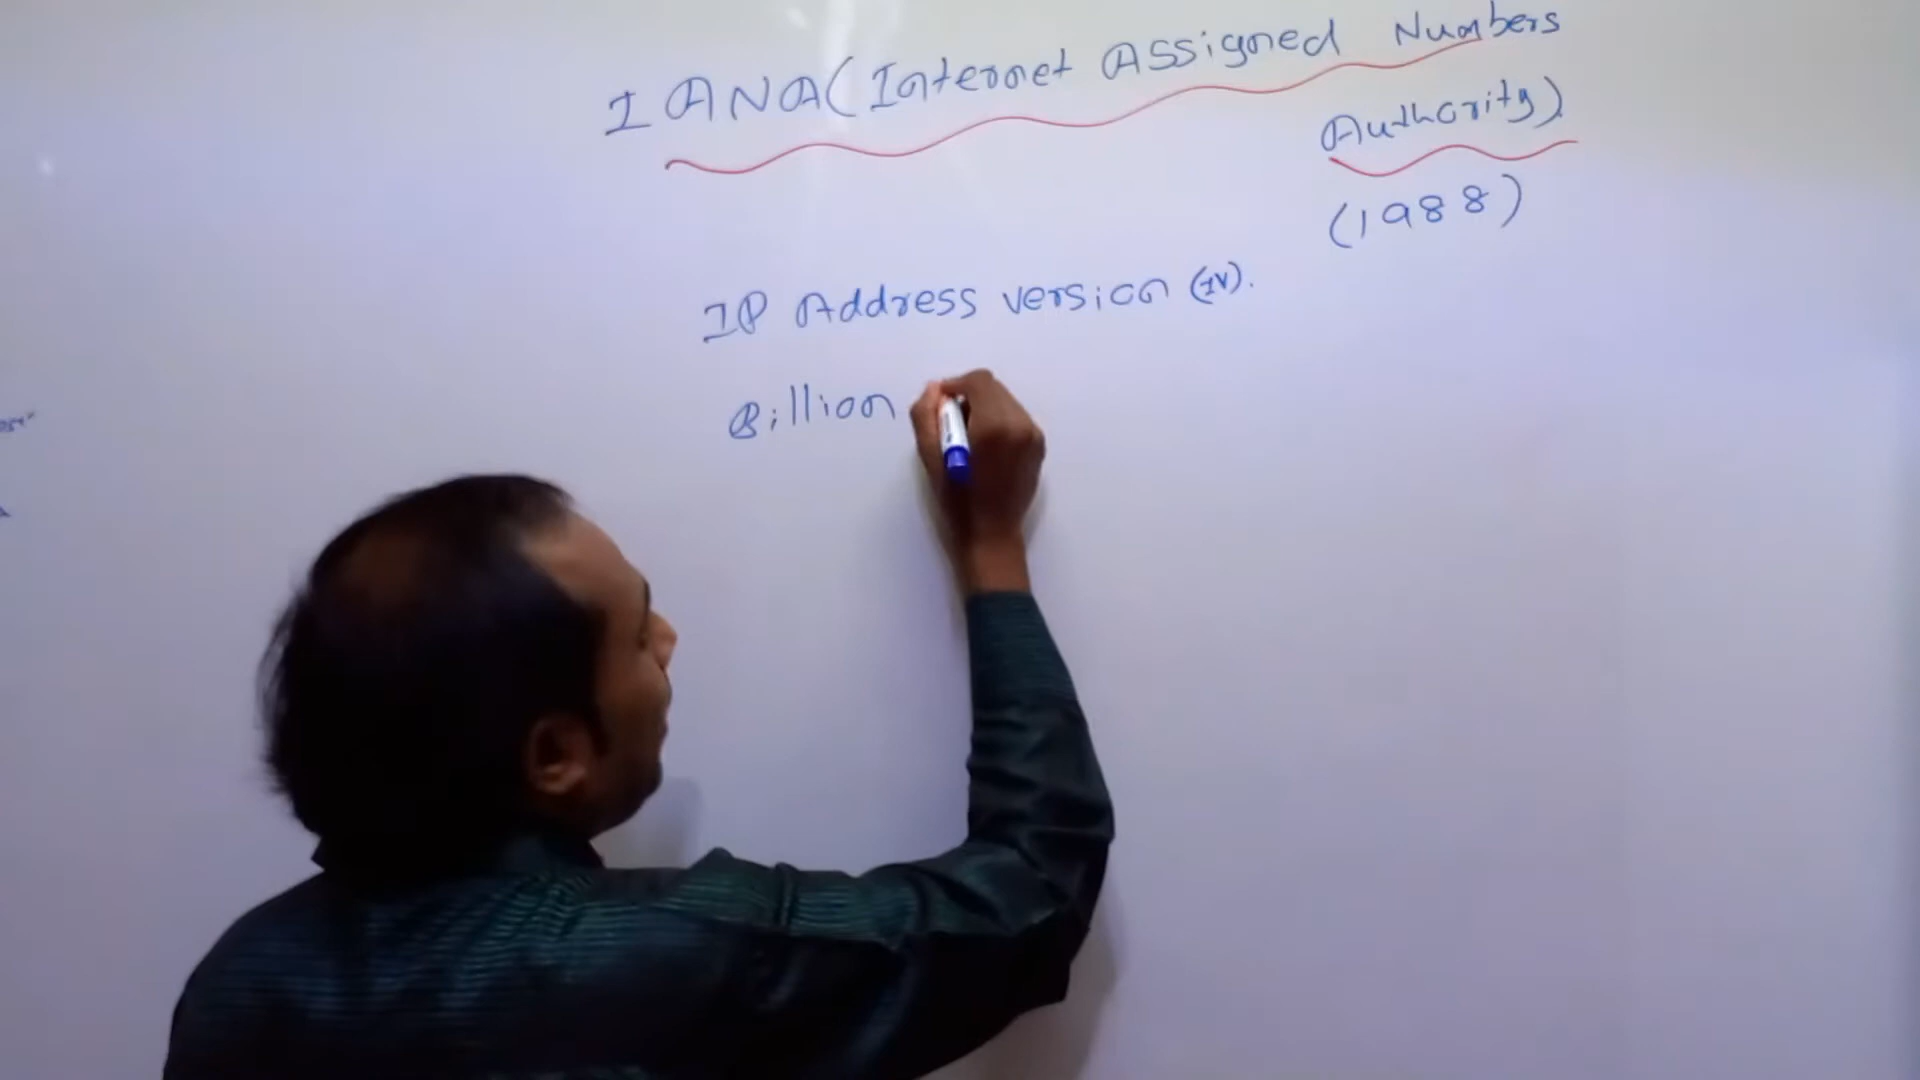 IANA(Internet Assigned Numbers
Authority)
(1988)
IP Address version (IV).
Billion